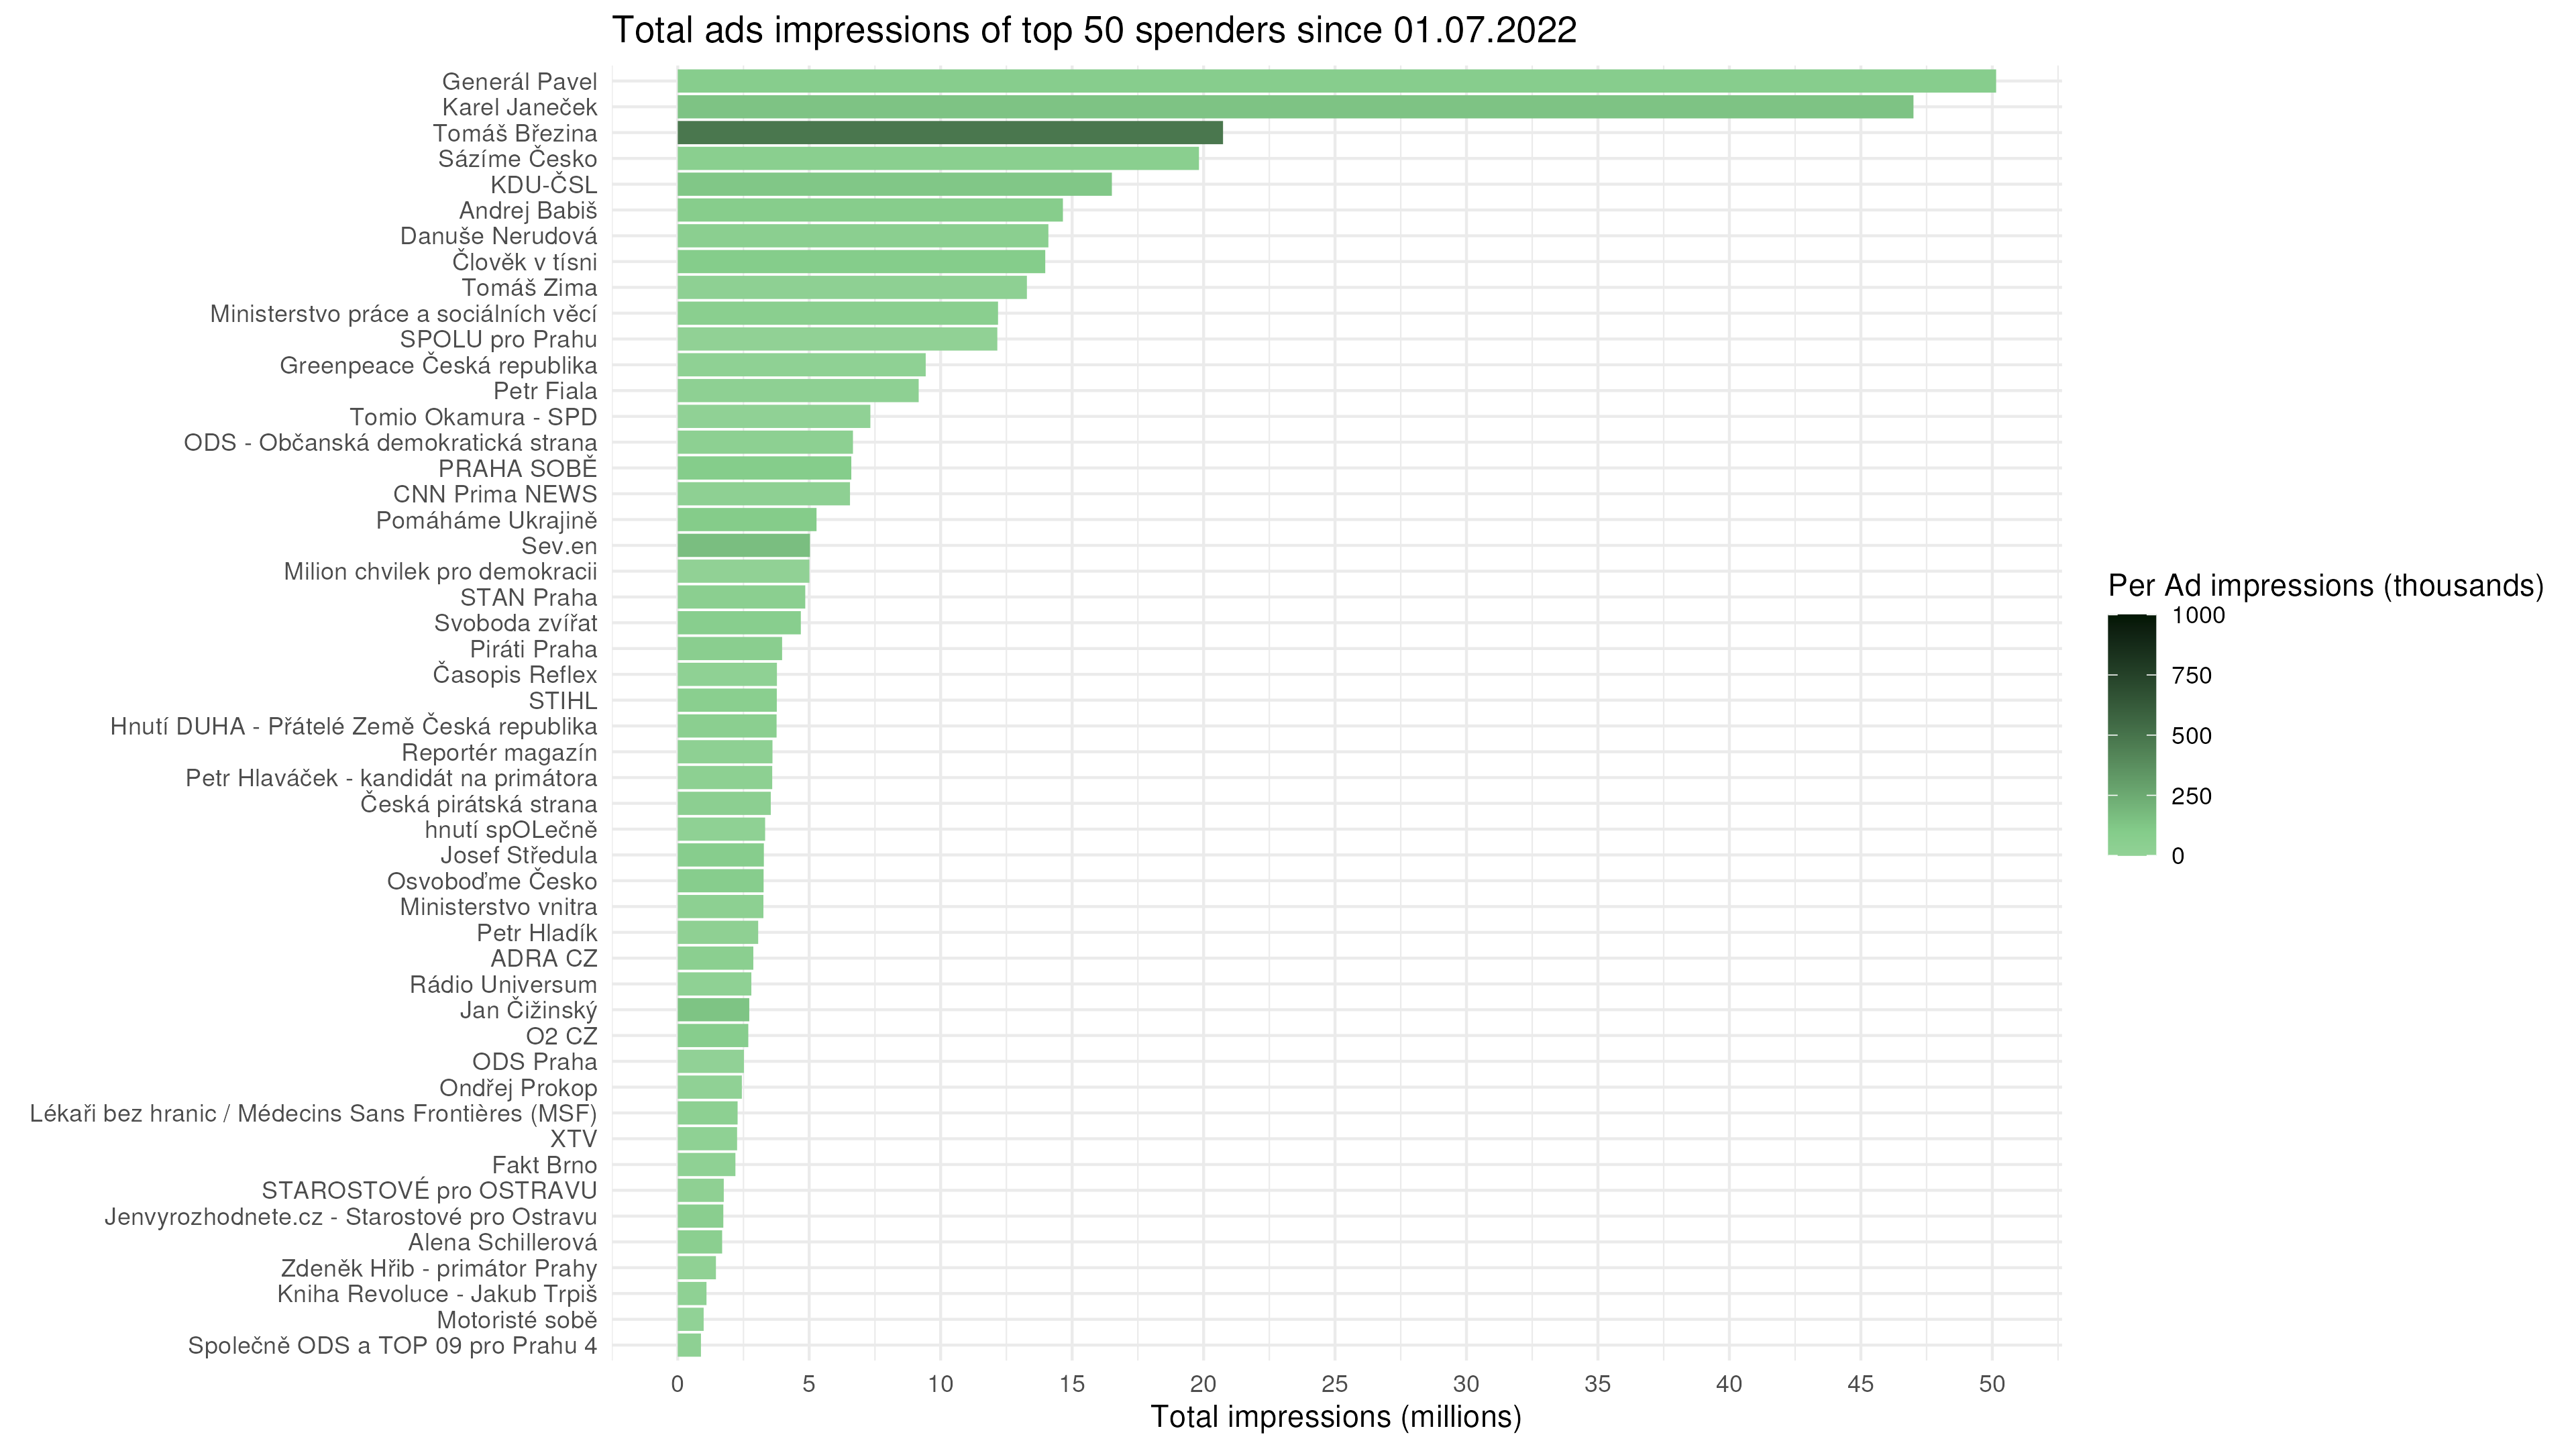 Total ads impressions of top 50 spenders since 01.07.2022
Generál Pavel
Karel Janeček
Tomáš Březina
Sázíme Česko
KDU-ČSL
Andrej Babiš
Danuše Nerudová
Člověk v tísni
Tomáš Zima
Ministerstvo práce a sociálních věcí
SPOLU pro Prahu
Greenpeace Česká republika
Petr Fiala
Tomio Okamura - SPD
ODS - Občanská demokratická strana
PRAHA SOBĚ
CNN Prima NEWS
Pomáháme Ukrajině
Sev.en
Milion chvilek pro demokracii
STAN Praha
Svoboda zvířat
Piráti Praha
Časopis Reflex
STIHL
Hnutí DUHA - Přátelé Země Česká republika
Reportér magazín
Petr Hlaváček - kandidát na primátora
Česká pirátská strana
hnutí spOLečně
Josef Středula
Osvoboďme Česko
Ministerstvo vnitra
Petr Hladík
ADRA CZ
Rádio Universum
Jan Čižinský
O2 CZ
ODS Praha
Ondřej Prokop
Lékaři bez hranic / Médecins Sans Frontières (MSF)
XTV
Fakt Brno
STAROSTOVÉ pro OSTRAVU
Jenvyrozhodnete.cz - Starostové pro Ostravu
Alena Schillerová
Zdeněk Hřib - primátor Prahy
Kniha Revoluce - Jakub Trpiš
Motoristé sobě
Společně ODS a TOP 09 pro Prahu 4
0 5 10 15 20 25 30 35 40 45 50
Total impressions (millions)
Per Ad impressions (thousands)
1000
750
500
250
0